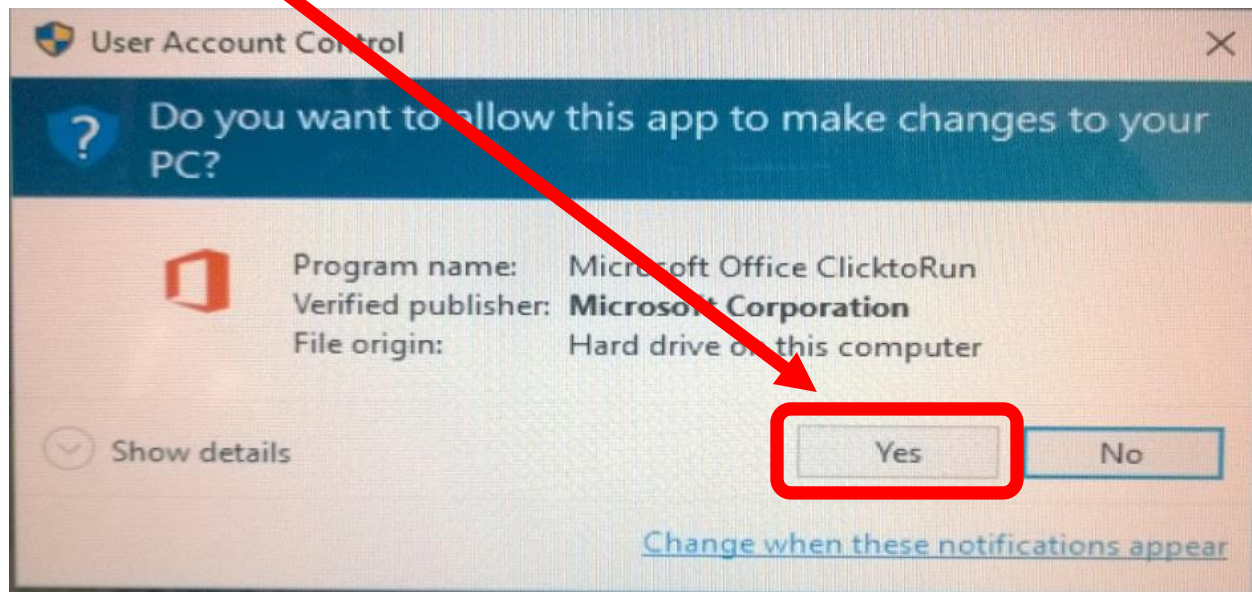 User Account Control
Do you want to allow this app to make changes to your
PC?
Program name: Microsoft Office ClicktoRun
Verified publisher: Microsoft Corporation
File origin: Hard drive on this computer
Show details
Yes No
Change when these notifications appear